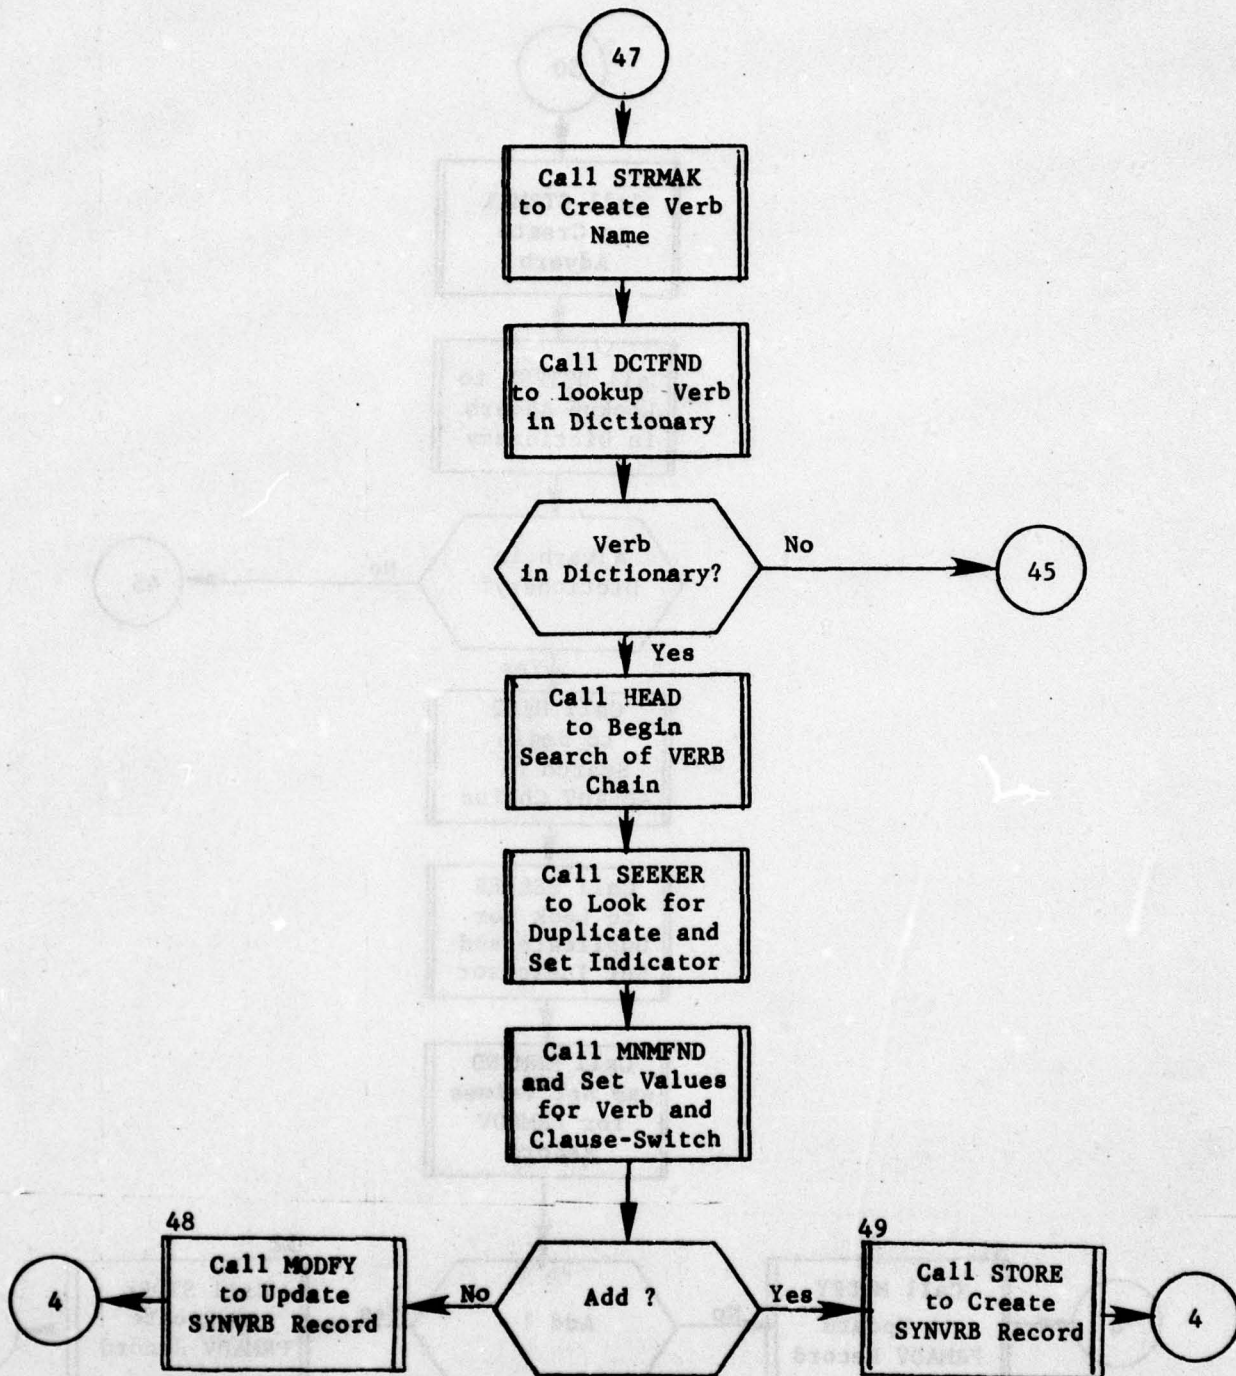 47
Call STRMAK
to Create Verb
Name
Call DCTFND
to lookup Verb
in Dictionary
Verb
in Dictionary?
No
45
Yes
Call HEAD
to Begin
Search of VERB
Chain
Call SEEKER
to Look for
Duplicate and
Set Indicator
Call MNMFND
and Set Values
for Verb and
Clause-Switch
48
49
4
Call MODFY
to Update
SYNVRB Record
No
Add ?
Yes
Call STORE
to Create
SYNVRB Record
4